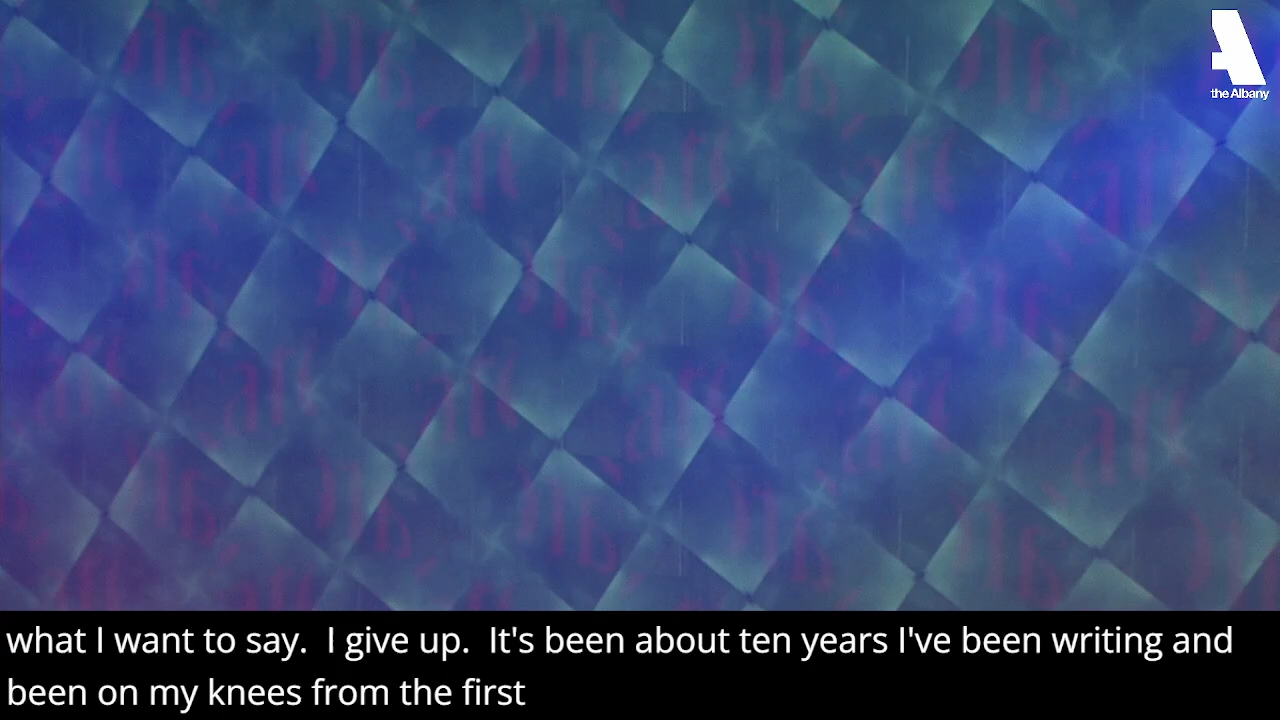 the Albany
what I want to say.  I give up.  It's been about ten years I've been writing and
been on my knees from the first